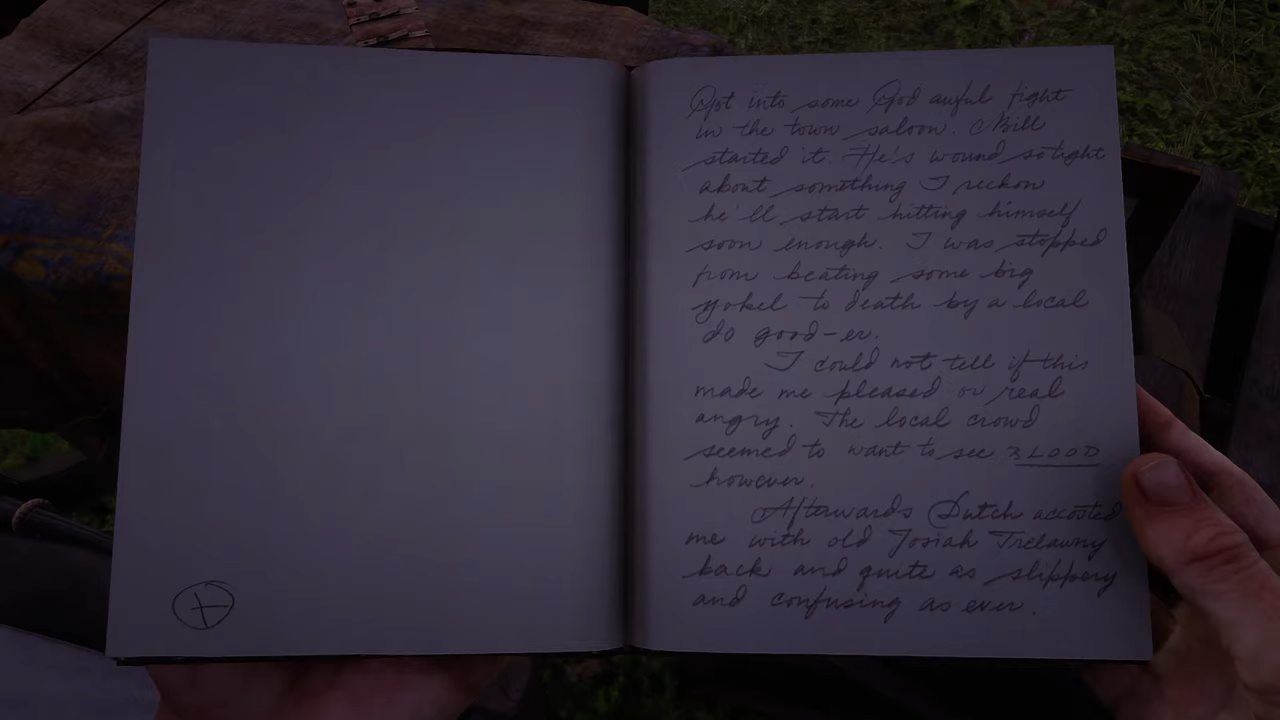 Got into some God awful fight
in the town saloon. Bill
started it. He's wound so tight
about something I reckon
he'll start hitting himself
soon enough. I was stopped
from beating some big
yokel to death by a local
do good-er.
I could not tell if this
made me pleased or real
angry. The local crowd
seemed to want to see BLOOD
however.
Afterwards Dutch accosted
me with old Josiah Trelawny
back and quite as slippery
and confusing as ever.